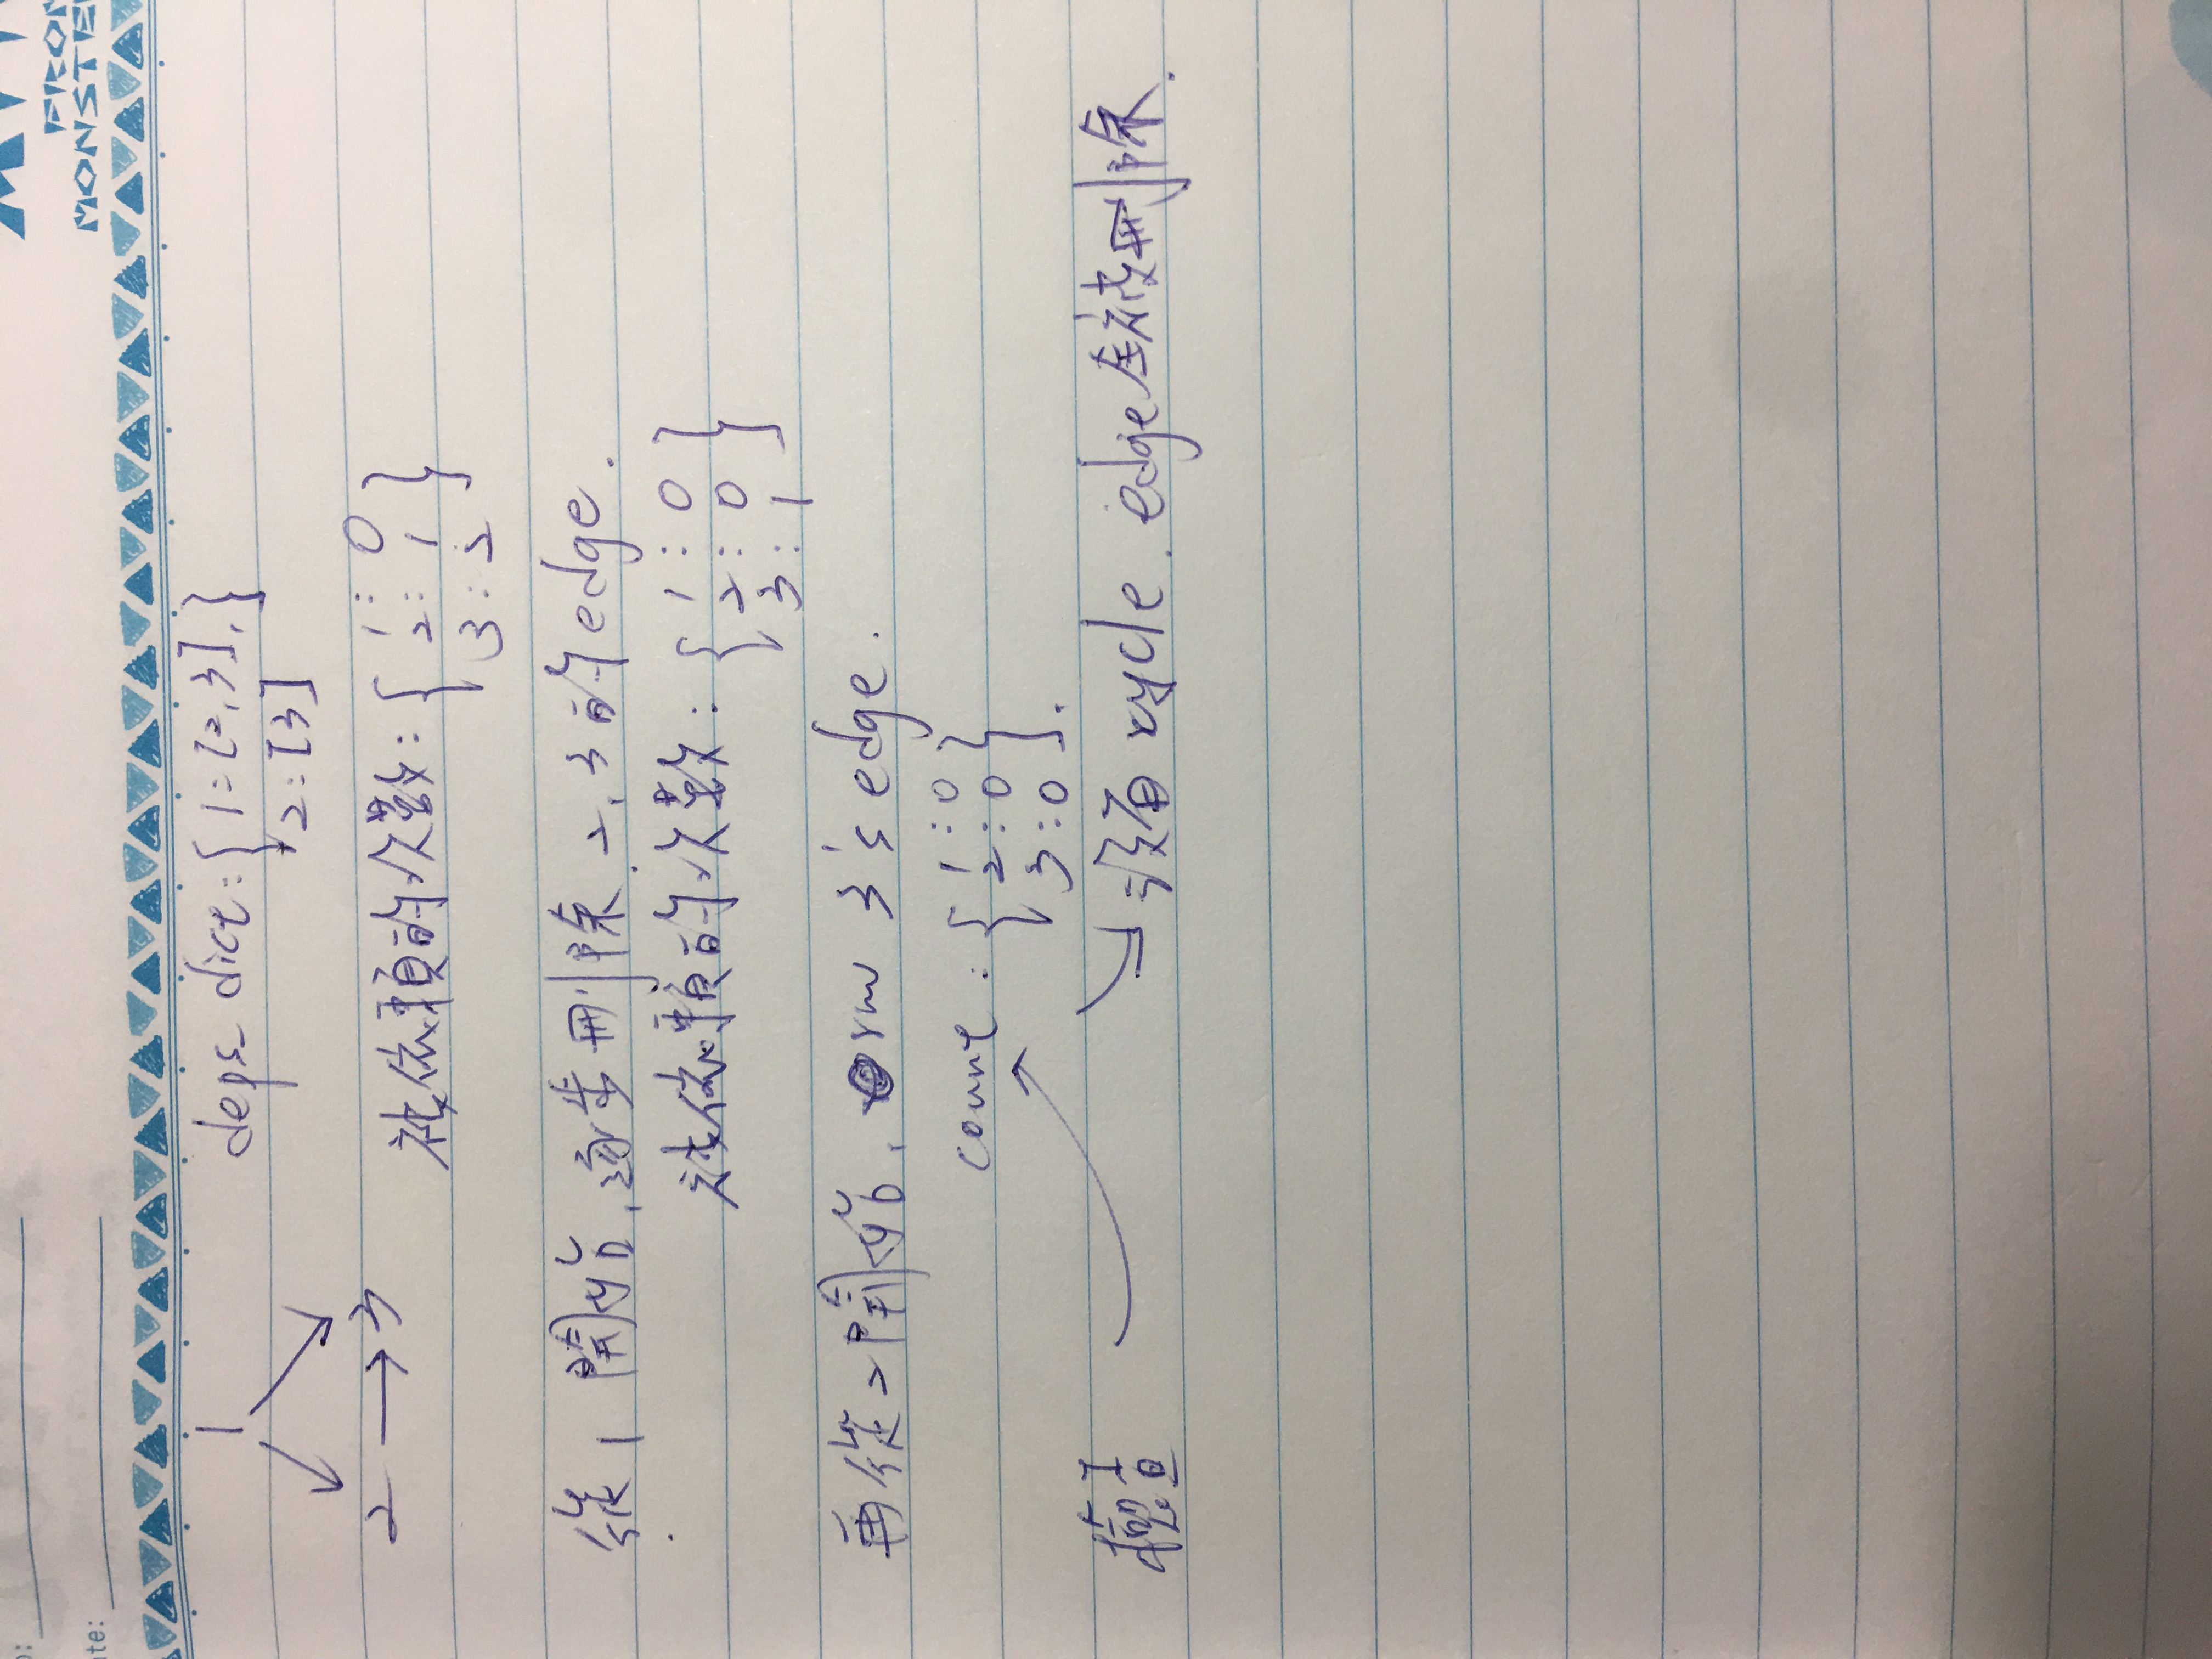 ate:
FROM
MONSTE
1
deps_dict: { 1: [2, 3], }
2: [3]
2 → 3
被依賴的次數: { 1: 0
2: 1
3: 2 }
從 1 開始, 逐步刪除 2, 3 的 edge.
被依賴的次數: { 1: 0
2: 0
3: 1 }
再從 2 開始, rm 3's edge.
count: { 1: 0
2: 0
3: 0 }.
檢查
沒有 cycle. edge 全被刪除.